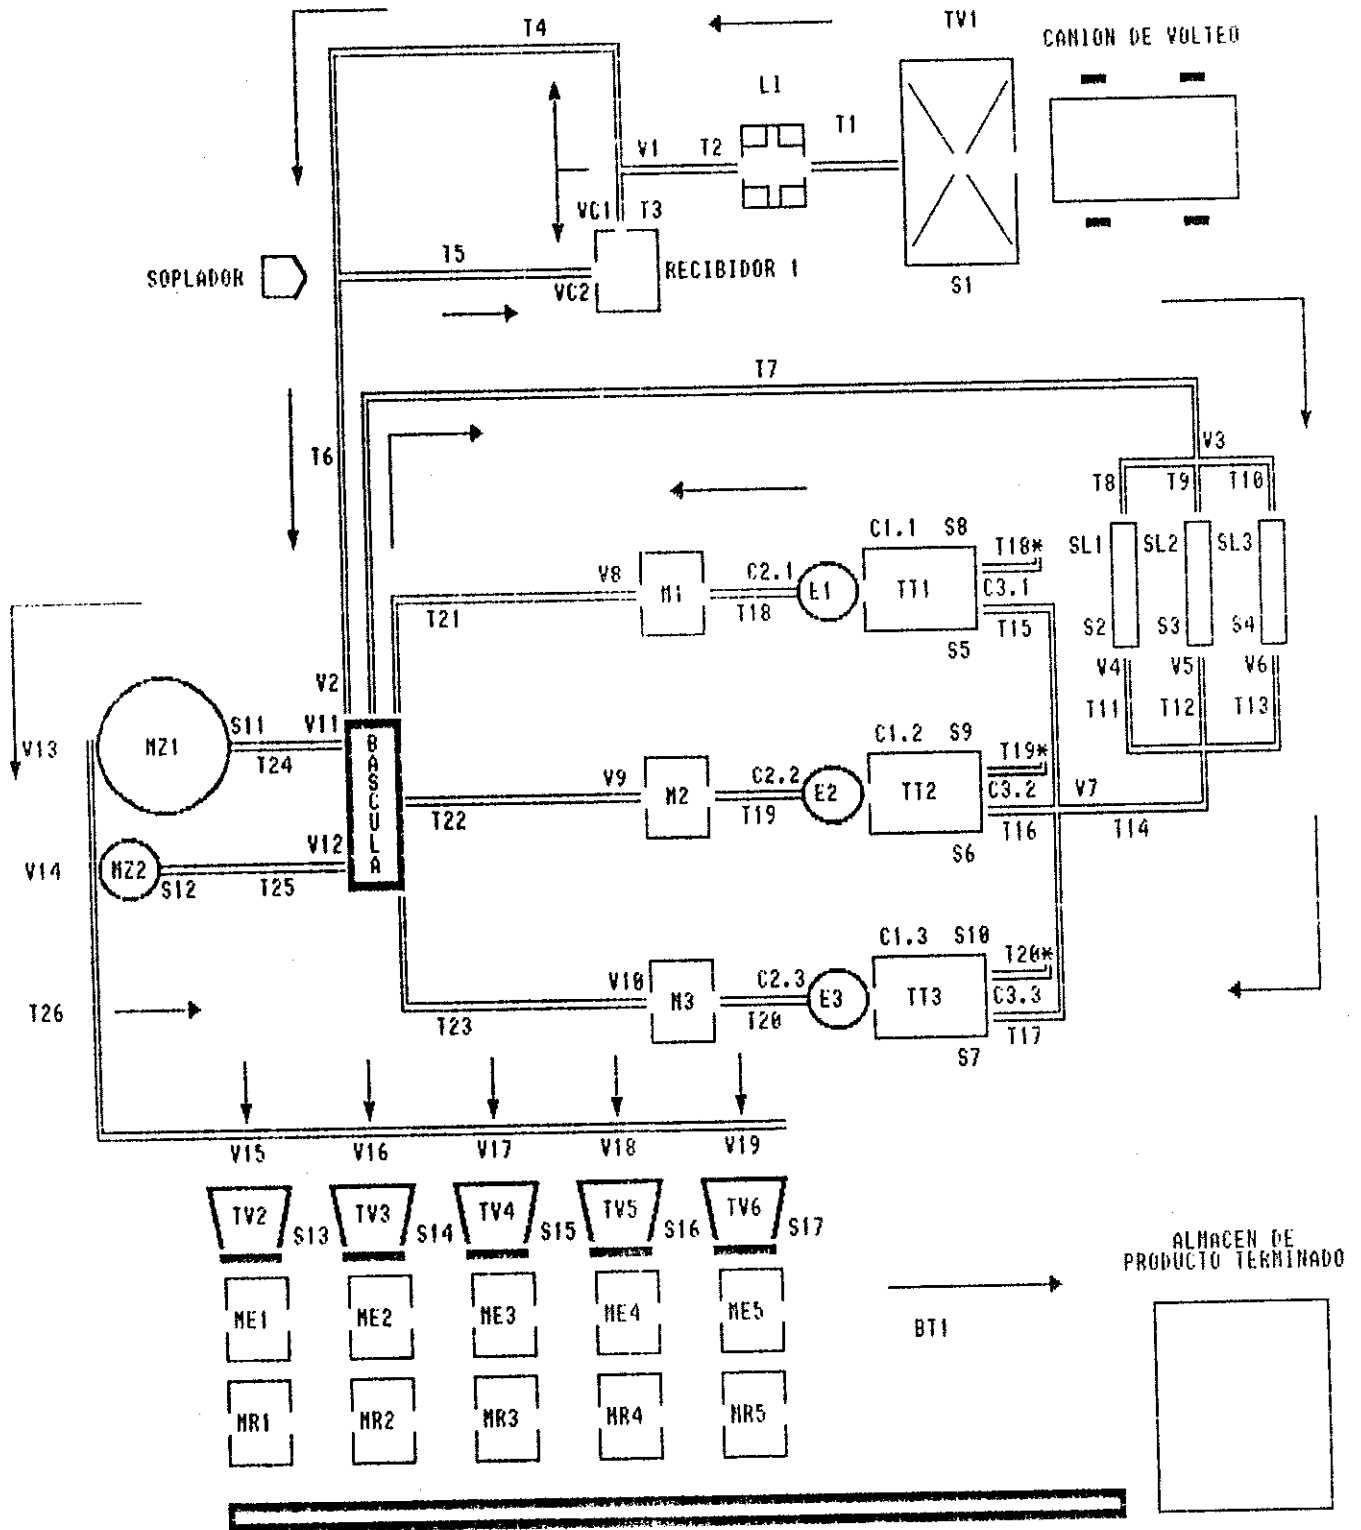 T4
TV1
CAMION DE VOLTEO
LI
T1
V1
T2
VC1
T3
T5
SOPLADOR
RECIBIDOR 1
VC2
S1
T7
T6
V3
T8
T9
T10
C1.1
S8
T18*
SL1
SL2
SL3
V8
M1
C2.1
E1
TT1
C3.1
T21
T18
T15
S2
S3
S4
S5
V4
V5
V6
V2
T11
T12
T13
S11
V11
C1.2
S9
V13
MZ1
BASCULA
T24
T19*
V9
M2
C2.2
E2
TT2
C3.2
V7
T22
T19
T16
T14
V12
S6
V14
MZ2
S12
T25
C1.3
S10
T20*
V10
M3
C2.3
E3
TT3
C3.3
T26
T23
T20
T17
S7
V15
V16
V17
V18
V19
TV2
S13
TV3
S14
TV4
S15
TV5
S16
TV6
S17
ALMACEN DE
PRODUCTO TERMINADO
ME1
ME2
ME3
ME4
ME5
BT1
MR1
MR2
MR3
MR4
MR5